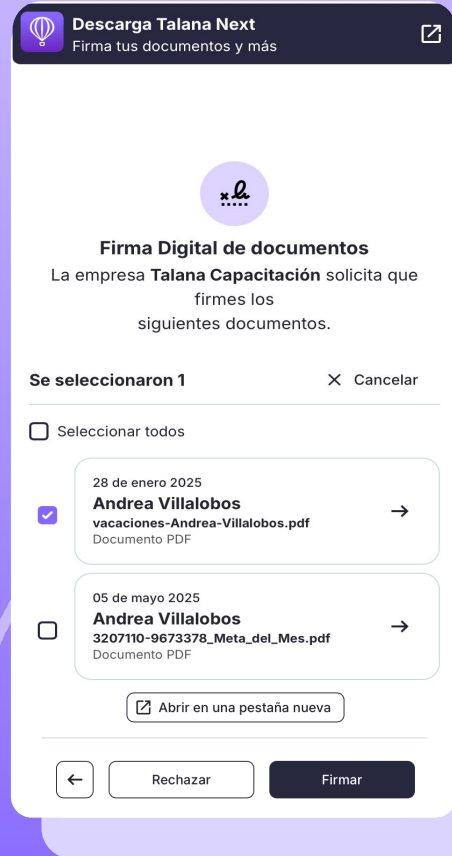 Descarga Talana Next
Firma tus documentos y más
Firma Digital de documentos
La empresa Talana Capacitación solicita que
firmes los
siguientes documentos.
Se seleccionaron 1
Cancelar
Seleccionar todos
28 de enero 2025
Andrea Villalobos
vacaciones-Andrea-Villalobos.pdf
Documento PDF
05 de mayo 2025
Andrea Villalobos
3207110-9673378_Meta_del_Mes.pdf
Documento PDF
Abrir en una pestaña nueva
Rechazar
Firmar